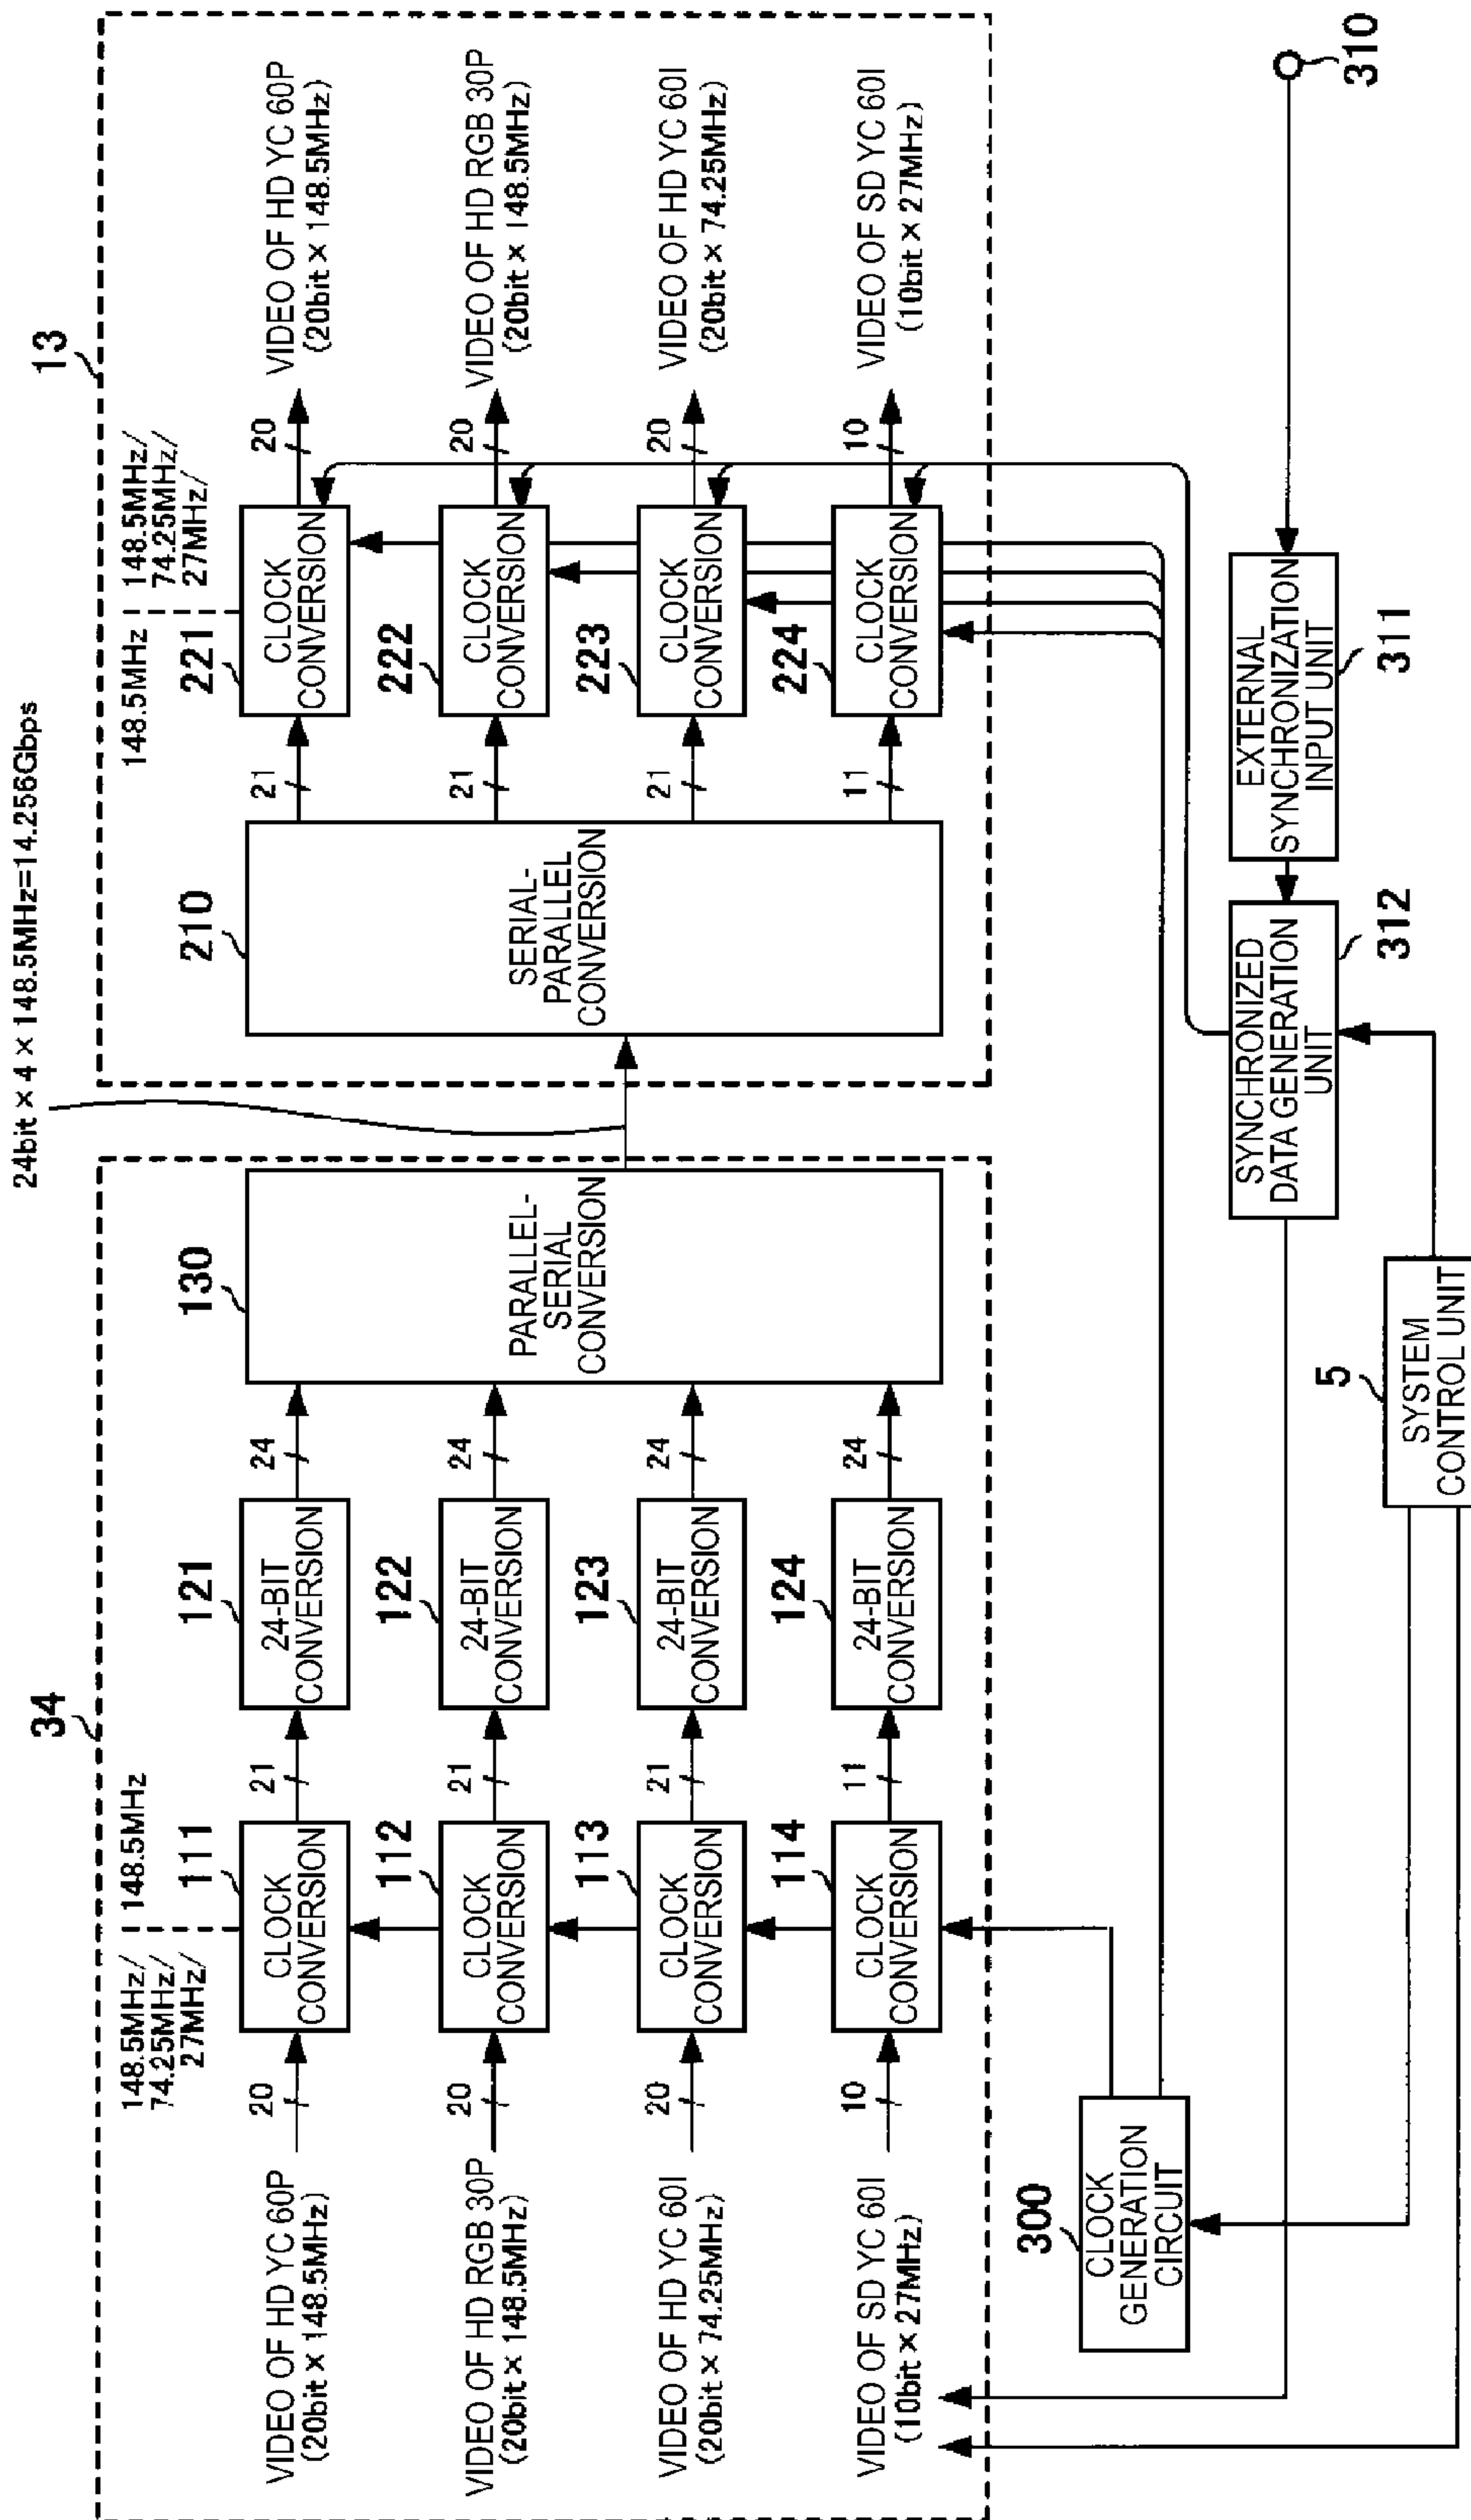 24bit × 4 × 148.5MHz=14.256Gbps
34
148.5MHz/
74.25MHz/
27MHz/
148.5MHz
VIDEO OF HD YC 60P
(20bit × 148.5MHz)
20
111
CLOCK
CONVERSION
21
121
24-BIT
CONVERSION
24
VIDEO OF HD RGB 30P
(20bit × 148.5MHz)
20
112
CLOCK
CONVERSION
21
122
24-BIT
CONVERSION
24
VIDEO OF HD YC 60I
(20bit × 74.25MHz)
20
113
CLOCK
CONVERSION
21
123
24-BIT
CONVERSION
24
VIDEO OF SD YC 60I
(10bit × 27MHz)
10
114
CLOCK
CONVERSION
11
124
24-BIT
CONVERSION
24
130
PARALLEL-
SERIAL
CONVERSION
13
210
SERIAL-
PARALLEL
CONVERSION
148.5MHz
148.5MHz/
74.25MHz/
27MHz/
21
221
CLOCK
CONVERSION
20
VIDEO OF HD YC 60P
(20bit × 148.5MHz)
21
222
CLOCK
CONVERSION
20
VIDEO OF HD RGB 30P
(20bit × 148.5MHz)
21
223
CLOCK
CONVERSION
20
VIDEO OF HD YC 60I
(20bit × 74.25MHz)
11
224
CLOCK
CONVERSION
10
VIDEO OF SD YC 60I
(10bit × 27MHz)
300
CLOCK
GENERATION
CIRCUIT
5
SYSTEM
CONTROL UNIT
SYNCHRONIZED
DATA GENERATION
UNIT
312
EXTERNAL
SYNCHRONIZATION
INPUT UNIT
311
310